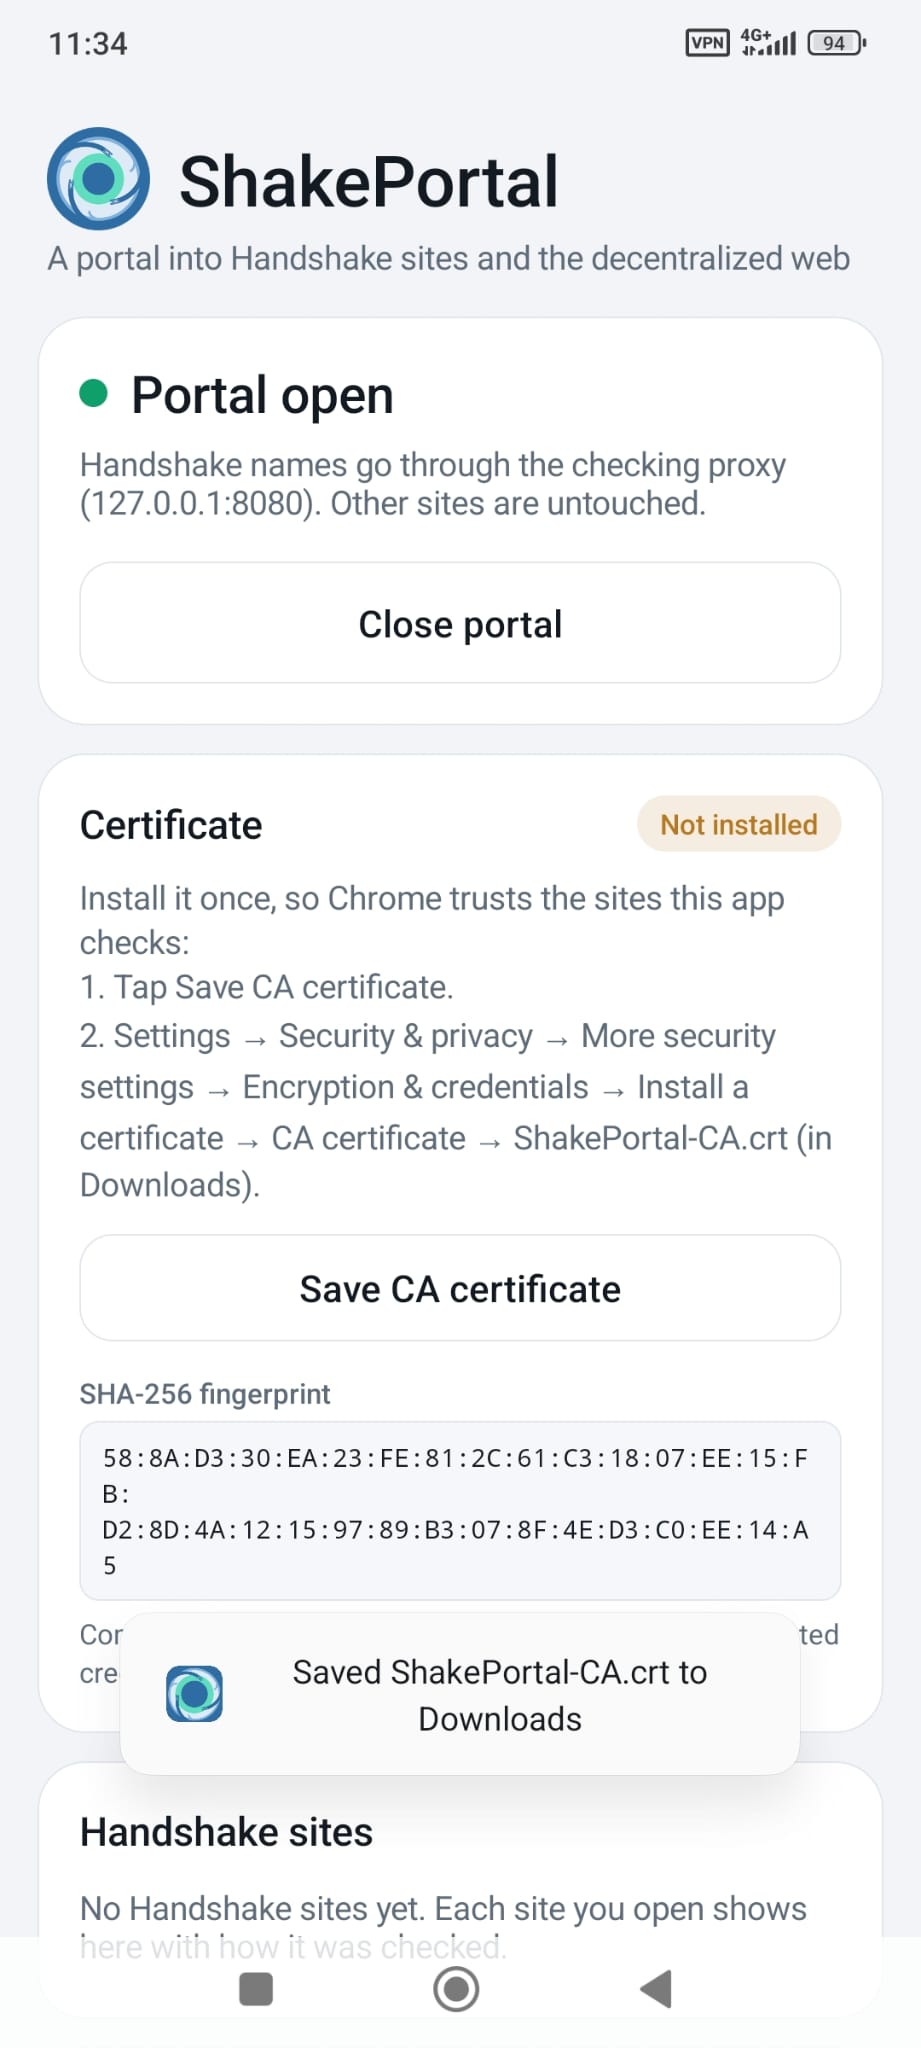 11:34
VPN 4G+ 94
ShakePortal
A portal into Handshake sites and the decentralized web
Portal open
Handshake names go through the checking proxy
(127.0.0.1:8080). Other sites are untouched.
Close portal
Certificate
Not installed
Install it once, so Chrome trusts the sites this app
checks:
1. Tap Save CA certificate.
2. Settings → Security & privacy → More security
settings → Encryption & credentials → Install a
certificate → CA certificate → ShakePortal-CA.crt (in
Downloads).
Save CA certificate
SHA-256 fingerprint
58:8A:D3:30:EA:23:FE:81:2C:61:C3:18:07:EE:15:F
B:
D2:8D:4A:12:15:97:89:B3:07:8F:4E:D3:C0:EE:14:A
5
Saved ShakePortal-CA.crt to
Downloads
Handshake sites
No Handshake sites yet. Each site you open shows
here with how it was checked.